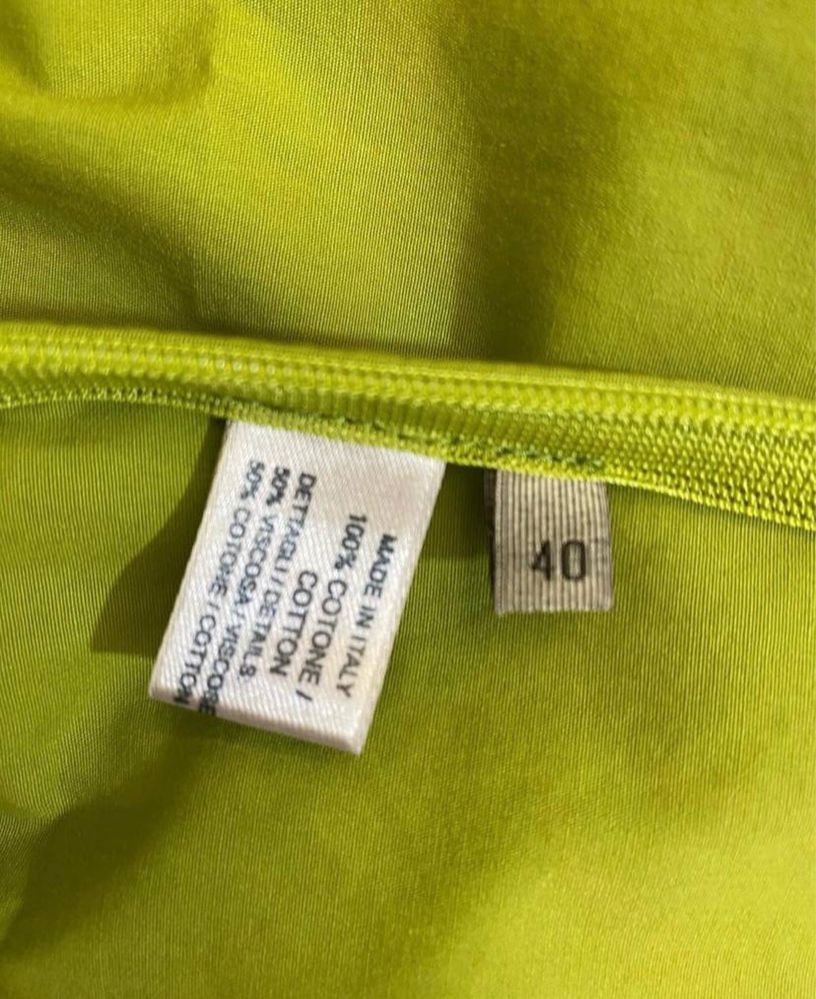 MADE IN ITALY
100% COTONE /
COTTON
DETTAGLI / DETAILS
50% VISCOSA / VISCOSE
50% COTONE / COTTON
40